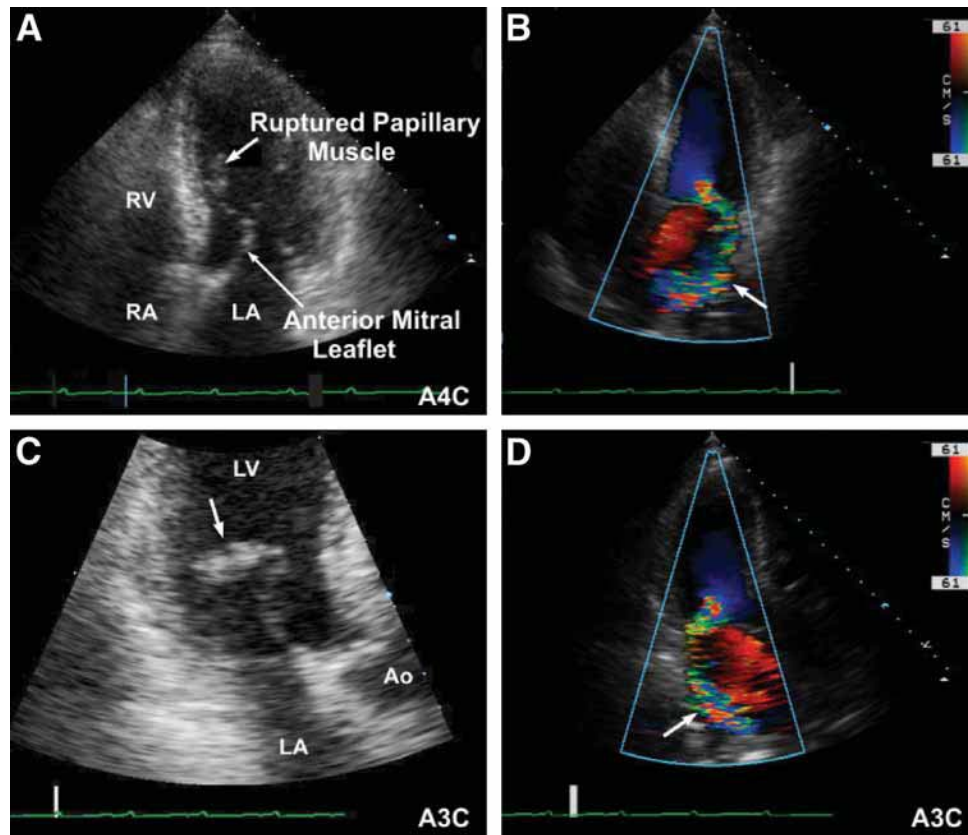 A
Ruptured Papillary
Muscle
RV
RA
LA
Anterior Mitral
Leaflet
A4C
B
61
CM/S
61
C
LV
Ao
LA
A3C
D
61
CM/S
61
A3C